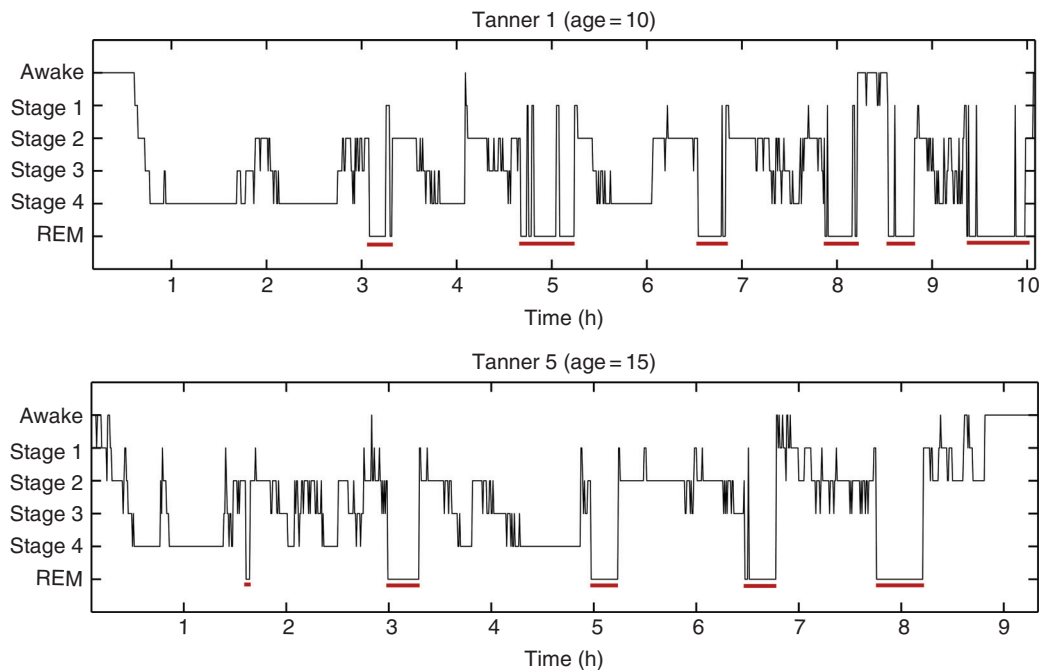 Tanner 1 (age = 10)
Awake
Stage 1
Stage 2
Stage 3
Stage 4
REM
1 2 3 4 5 6 7 8 9 10
Time (h)
Tanner 5 (age = 15)
Awake
Stage 1
Stage 2
Stage 3
Stage 4
REM
1 2 3 4 5 6 7 8 9
Time (h)